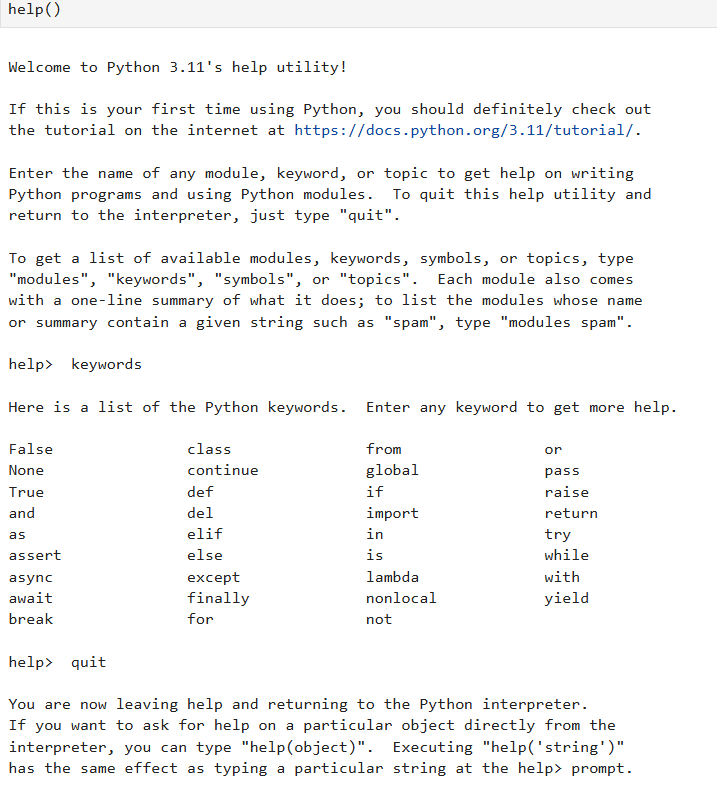 help()
Welcome to Python 3.11's help utility!
If this is your first time using Python, you should definitely check out
the tutorial on the internet at https://docs.python.org/3.11/tutorial/.
Enter the name of any module, keyword, or topic to get help on writing
Python programs and using Python modules.  To quit this help utility and
return to the interpreter, just type "quit".
To get a list of available modules, keywords, symbols, or topics, type
"modules", "keywords", "symbols", or "topics".  Each module also comes
with a one-line summary of what it does; to list the modules whose name
or summary contain a given string such as "spam", type "modules spam".
help>  keywords
Here is a list of the Python keywords.  Enter any keyword to get more help.
False               class               from                or
None                continue            global              pass
True                def                 if                  raise
and                 del                 import              return
as                  elif                in                  try
assert              else                is                  while
async               except              lambda              with
await               finally             nonlocal            yield
break               for                 not
help>  quit
You are now leaving help and returning to the Python interpreter.
If you want to ask for help on a particular object directly from the
interpreter, you can type "help(object)".  Executing "help('string')"
has the same effect as typing a particular string at the help> prompt.